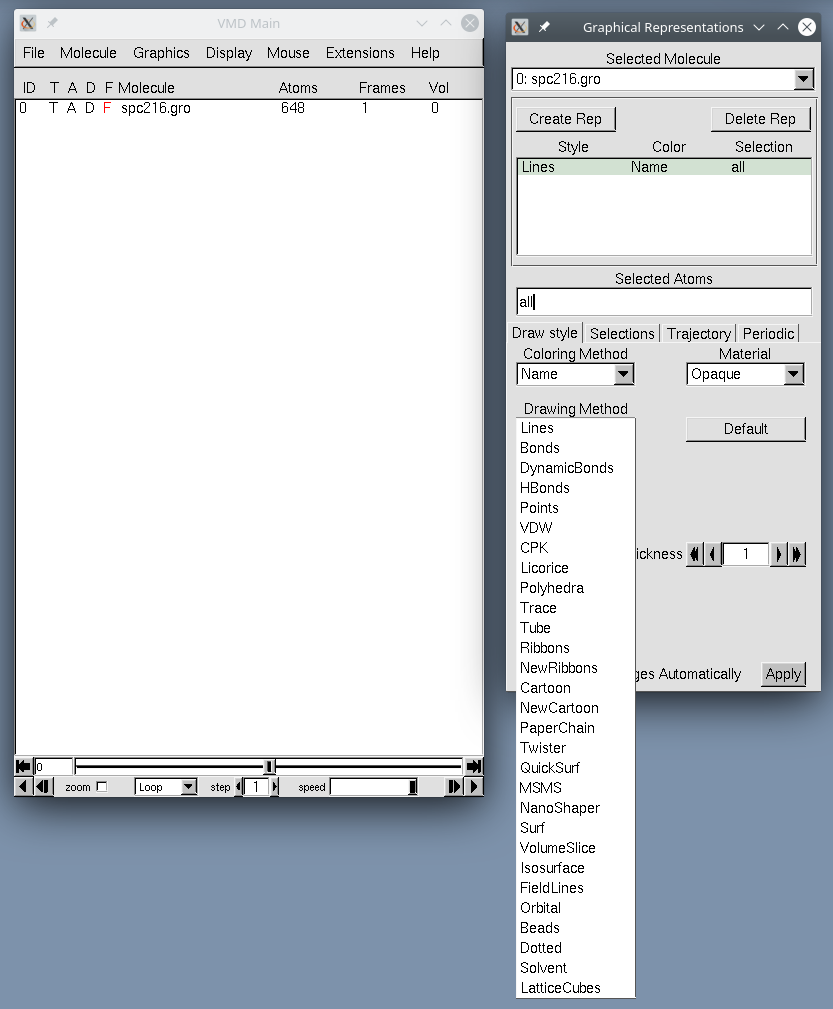 VMD Main
File Molecule Graphics Display Mouse Extensions Help
ID T A D F Molecule Atoms Frames Vol
0 T A D F spc216.gro 648 1 0
0
zoom Loop step 1 speed
Graphical Representations
Selected Molecule
0: spc216.gro
Create Rep Delete Rep
Style Color Selection
Lines Name all
Selected Atoms
all
Draw style Selections Trajectory Periodic
Coloring Method Material
Name Opaque
Drawing Method
Default
Lines
Bonds
DynamicBonds
HBonds
Points
VDW
CPK
Licorice
Polyhedra
Trace
Tube
Ribbons
NewRibbons
Cartoon
NewCartoon
PaperChain
Twister
QuickSurf
MSMS
NanoShaper
Surf
VolumeSlice
Isosurface
FieldLines
Orbital
Beads
Dotted
Solvent
LatticeCubes
ickness 1
ges Automatically Apply